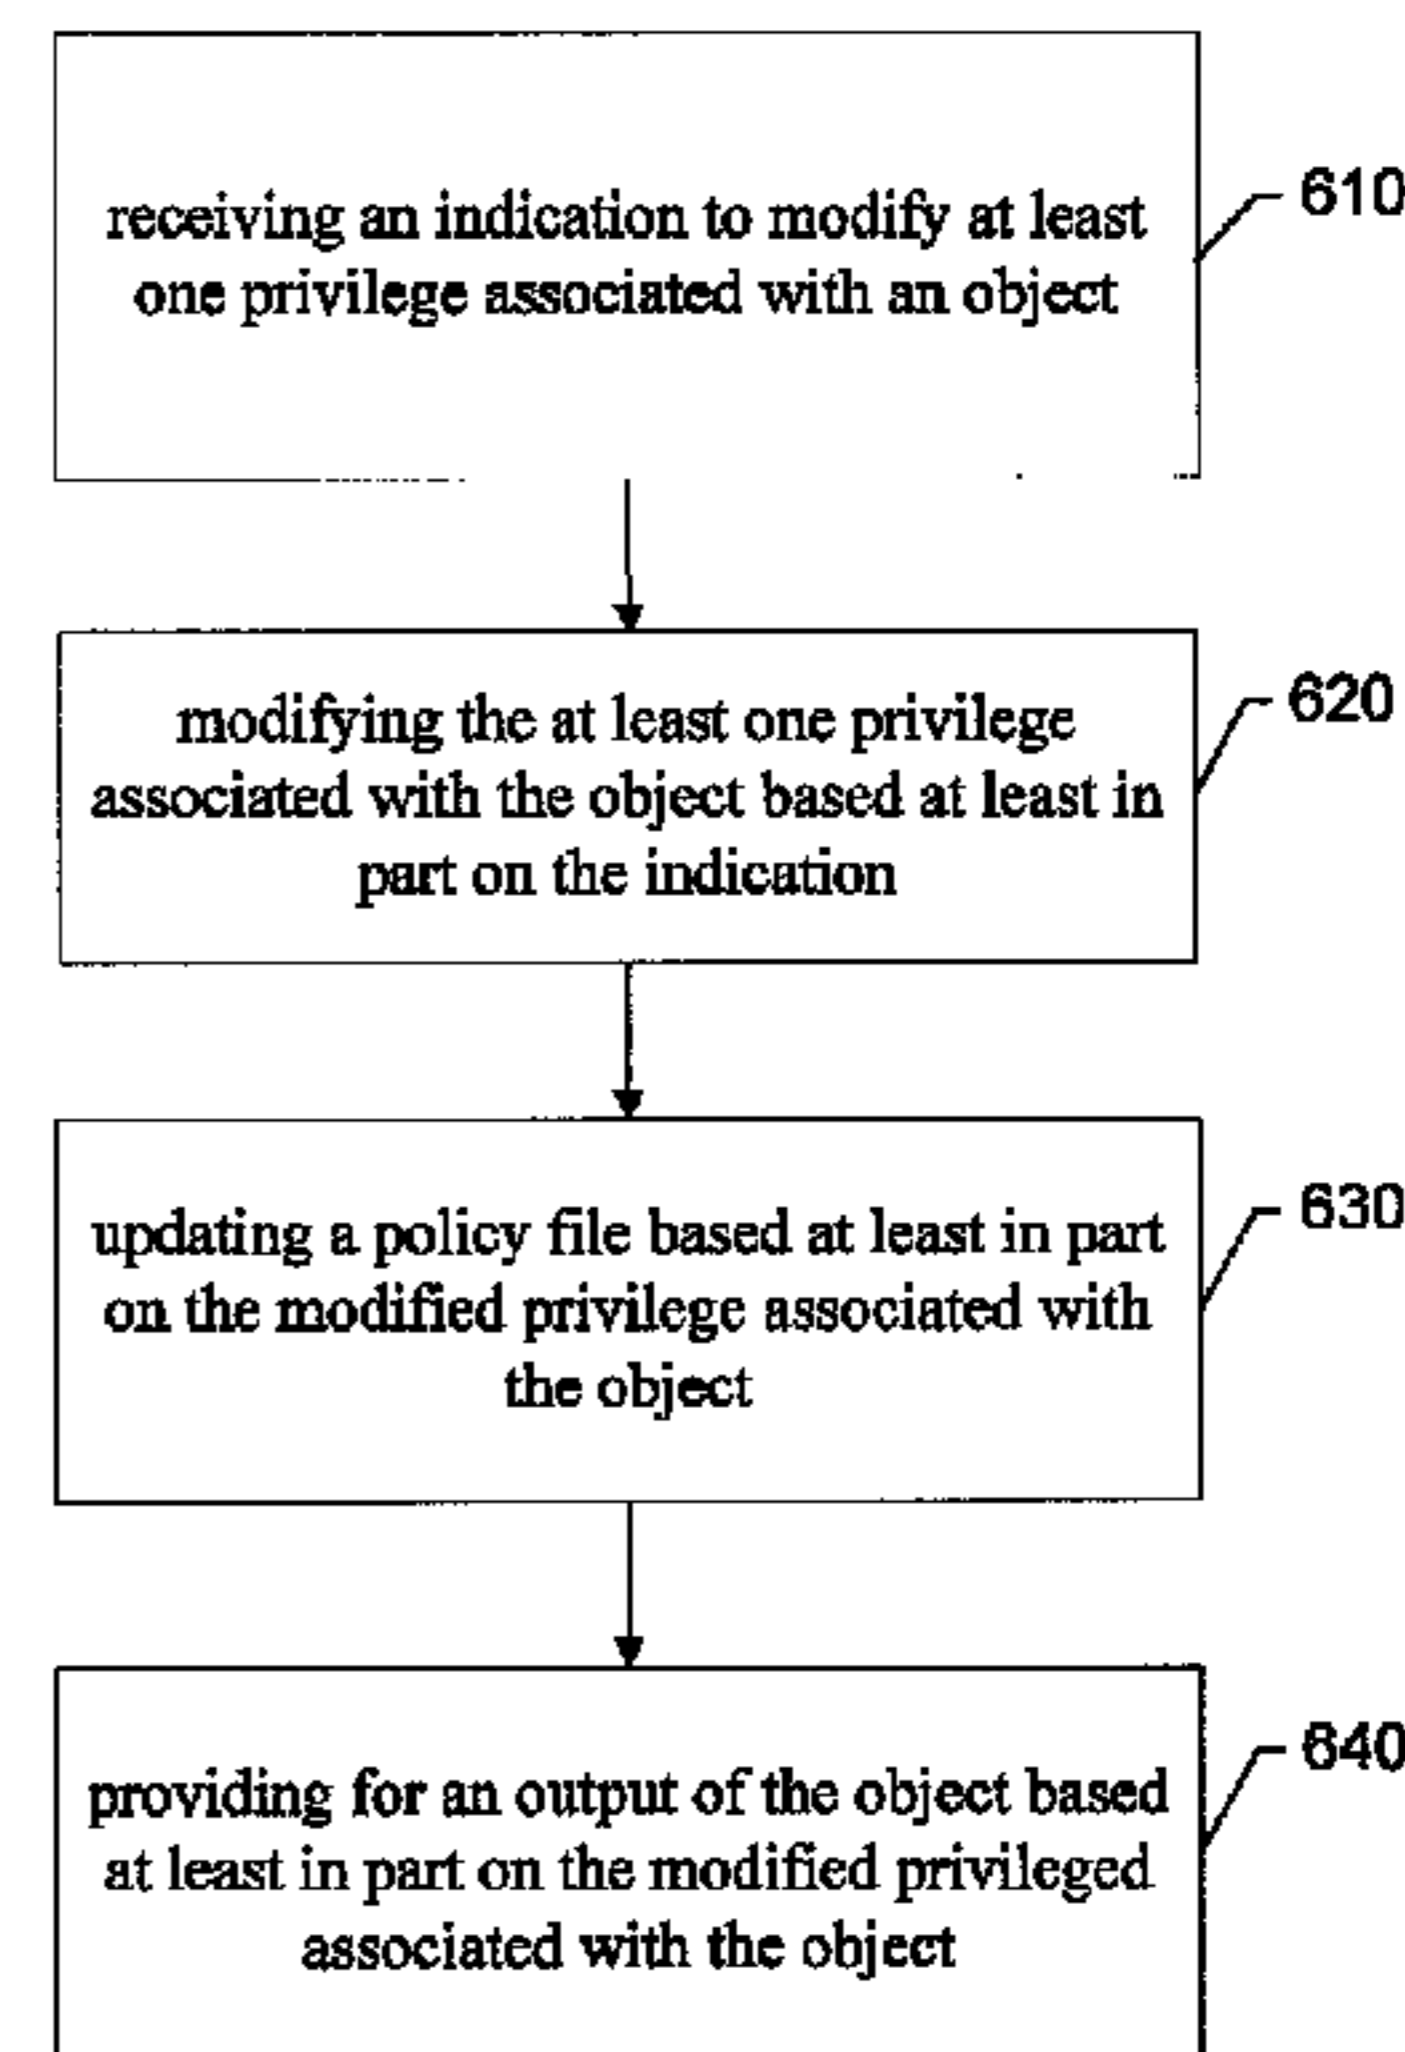 receiving an indication to modify at least
one privilege associated with an object
610
modifying the at least one privilege
associated with the object based at least in
part on the indication
620
updating a policy file based at least in part
on the modified privilege associated with
the object
630
providing for an output of the object based
at least in part on the modified privileged
associated with the object
640